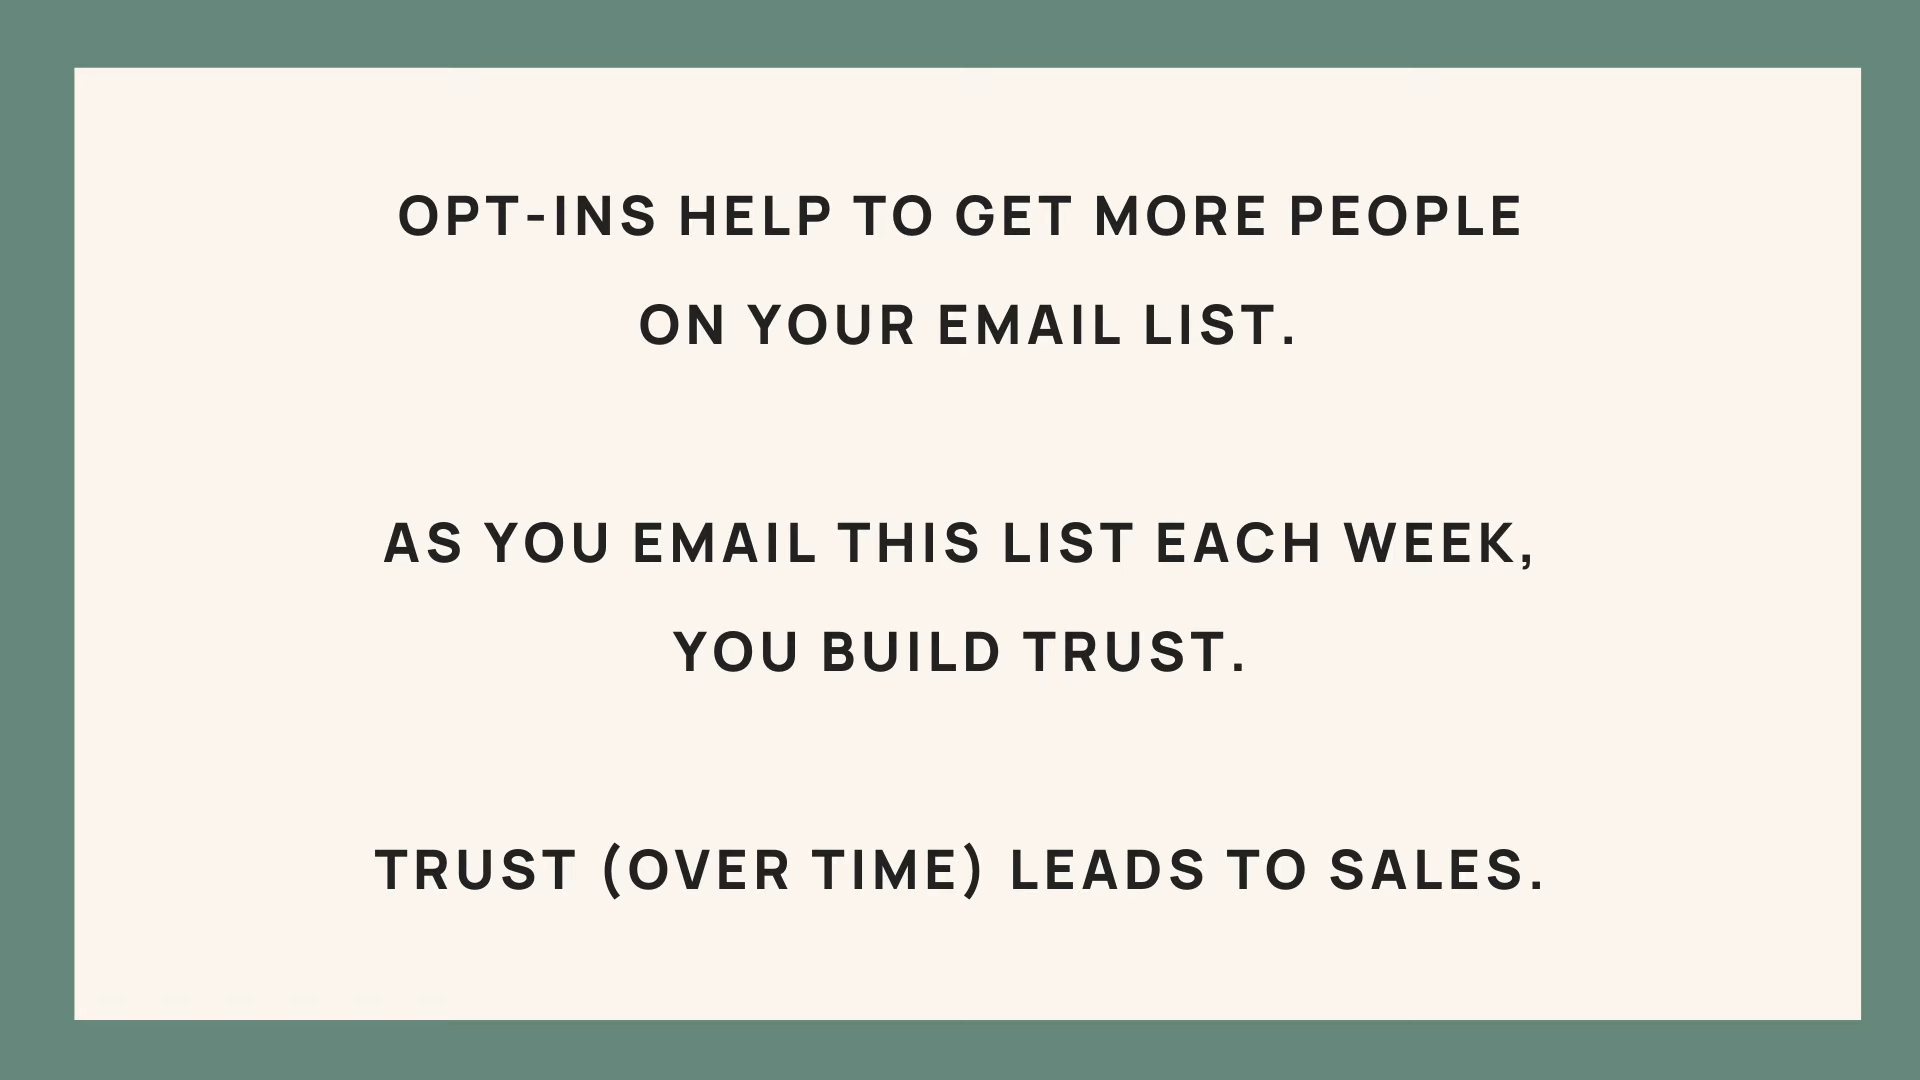 OPT-INS HELP TO GET MORE PEOPLE
ON YOUR EMAIL LIST.
AS YOU EMAIL THIS LIST EACH WEEK,
YOU BUILD TRUST.
TRUST (OVER TIME) LEADS TO SALES.